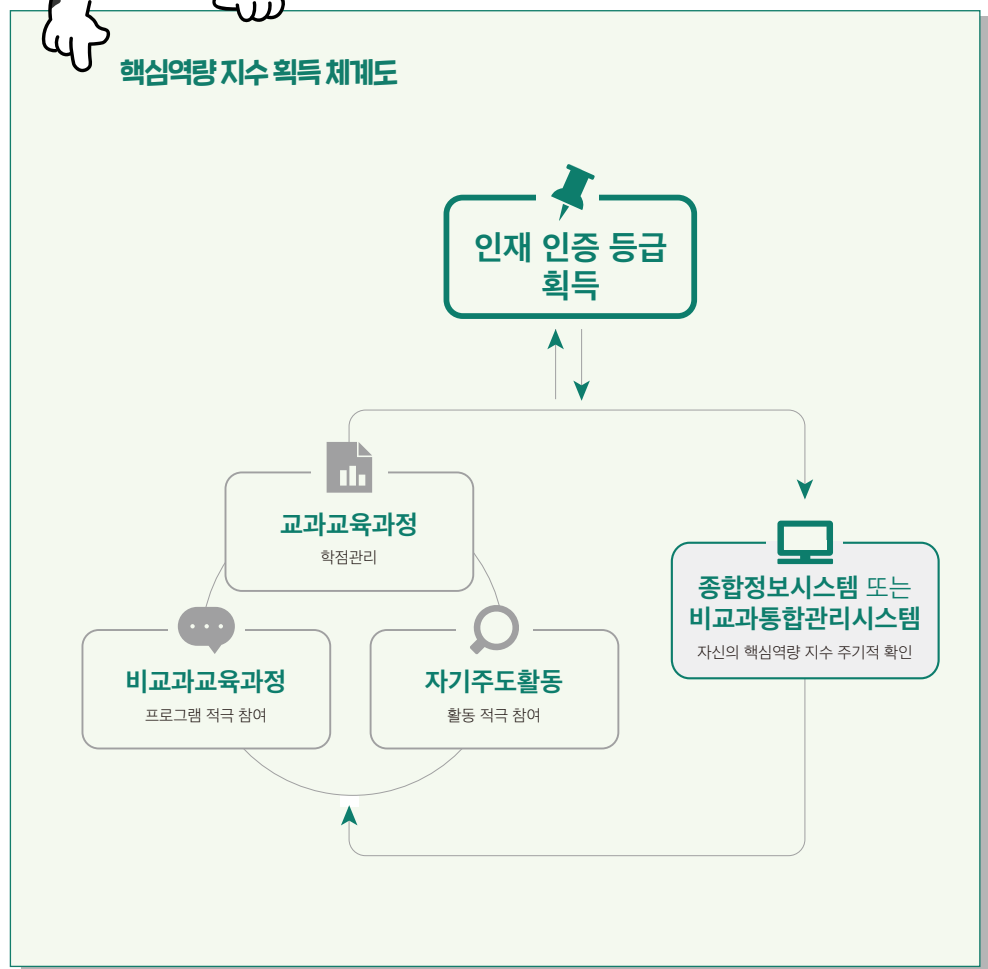 핵심역량 지수 획득 체계도
인재 인증 등급
획득
교과교육과정
학점관리
비교과교육과정
프로그램 적극 참여
자기주도활동
활동 적극 참여
종합정보시스템 또는
비교과통합관리시스템
자신의 핵심역량 지수 주기적 확인